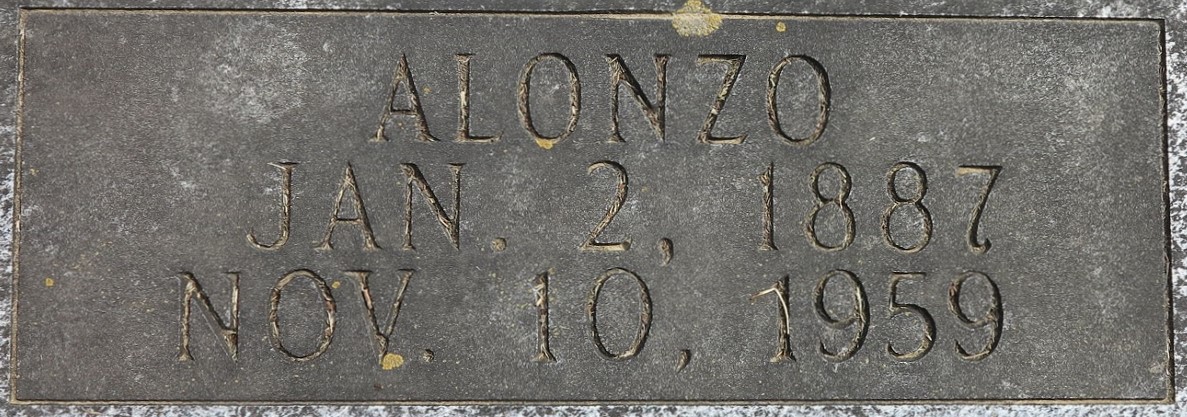 ALONZO
JAN. 2, 1887
NOV. 10, 1959